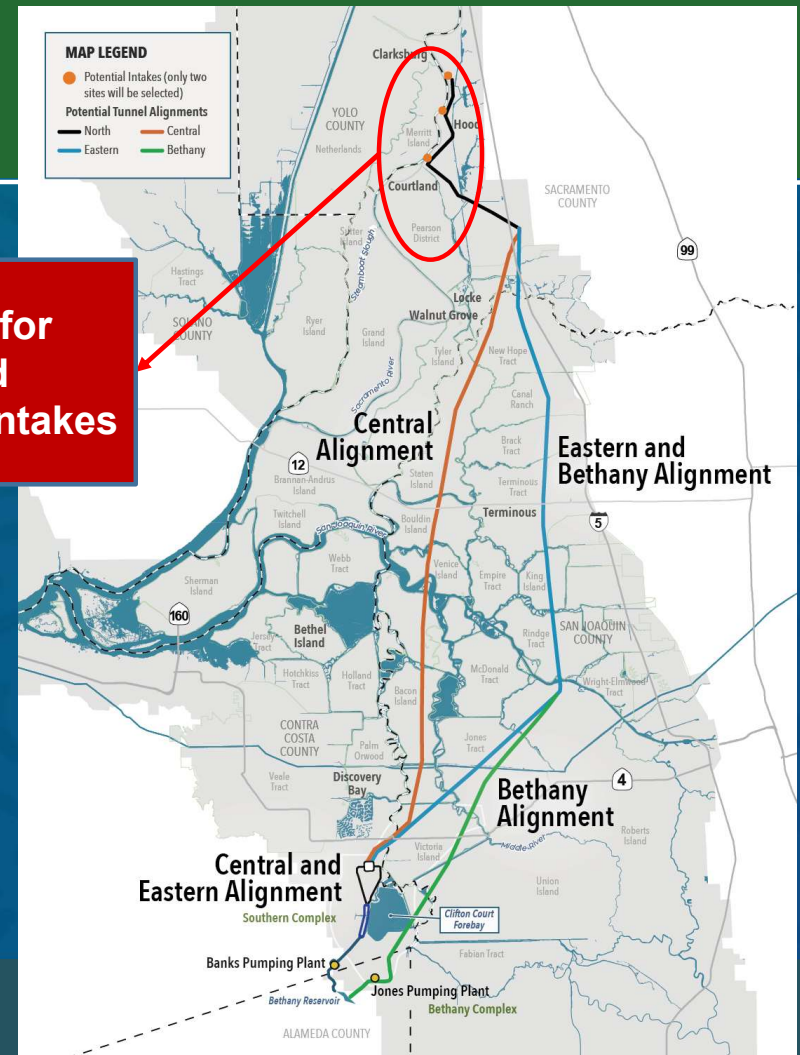 MAP LEGEND
Potential Intakes (only two
sites will be selected)
Potential Tunnel Alignments
North
Central
Eastern
Bethany
Clarksburg
YOLO
COUNTY
Netherlands
Merritt
Island
Hood
Courtland
SACRAMENTO
COUNTY
Sutter
Island
Pearson
District
Steamboat Slough
99
Hastings
Tract
for
d
ntakes
SOLANO
COUNTY
Ryer
Island
Grand
Island
Locke
Walnut Grove
Tyler
Island
New Hope
Tract
Sacramento River
Canal
Ranch
Central
Alignment
Eastern and
Bethany Alignment
Brack
Tract
12
Brannan-Andrus
Island
Staten
Island
Terminous
Tract
Twitchell
Island
San Joaquin River
Bouldin
Island
Terminous
5
Webb
Tract
Venice
Island
Empire
Tract
King
Island
Sherman
Island
160
Bethel
Island
Jersey
Tract
Rindge
Tract
SAN JOAQUIN
COUNTY
Hotchkiss
Tract
Holland
Tract
Bacon
Island
McDonald
Tract
Wright-Elmwood
Tract
CONTRA
COSTA
COUNTY
Palm
Orwood
Jones
Tract
Veale
Tract
Discovery
Bay
Bethany
Alignment
4
Roberts
Island
Victoria
Island
Middle River
Central and
Eastern Alignment
Southern Complex
Union
Island
Clifton Court
Forebay
Fabian Tract
Banks Pumping Plant
Jones Pumping Plant
Bethany Reservoir
Bethany Complex
ALAMEDA COUNTY